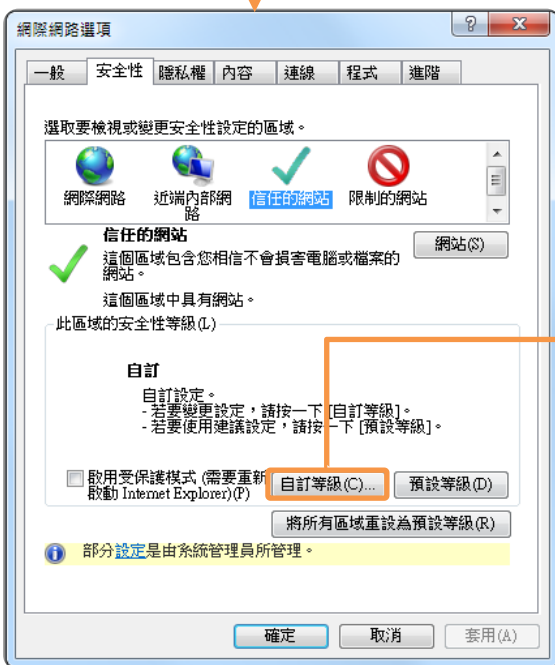 網際網路選項
一般 安全性 隱私權 內容 連線 程式 進階
選取要檢視或變更安全性設定的區域。
網際網路 近端內部網路 信任的網站 限制的網站
信任的網站
網站(S)
這個區域包含您相信不會損害電腦或檔案的
網站。
這個區域中具有網站。
此區域的安全性等級(L)
自訂
自訂設定。
- 若要變更設定，請按一下 [自訂等級]。
- 若要使用建議設定，請按一下 [預設等級]。
啟用受保護模式 (需要重新
啟動 Internet Explorer)(P)
自訂等級(C)... 預設等級(D)
將所有區域重設為預設等級(R)
部分設定是由系統管理員所管理。
確定 取消 套用(A)